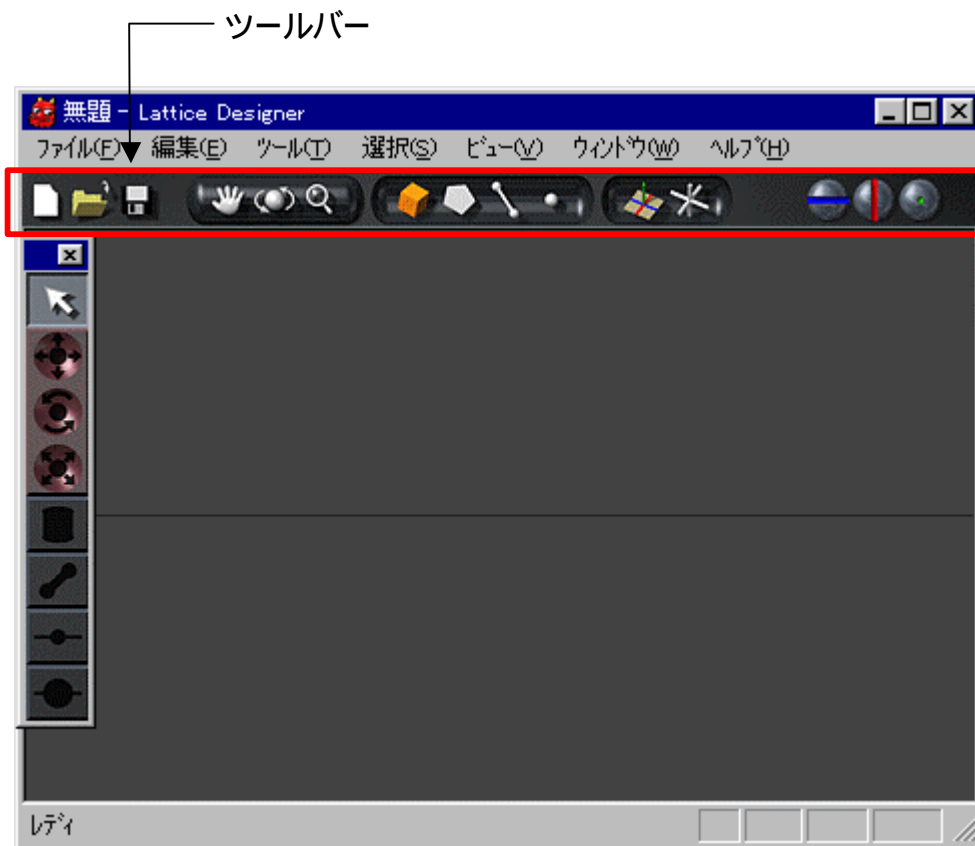 ツールバー
無題 - Lattice Designer
ファイル(F) 編集(E) ツール(T) 選択(S) ビュー(V) ウィンドウ(W) ヘルプ(H)
レディ